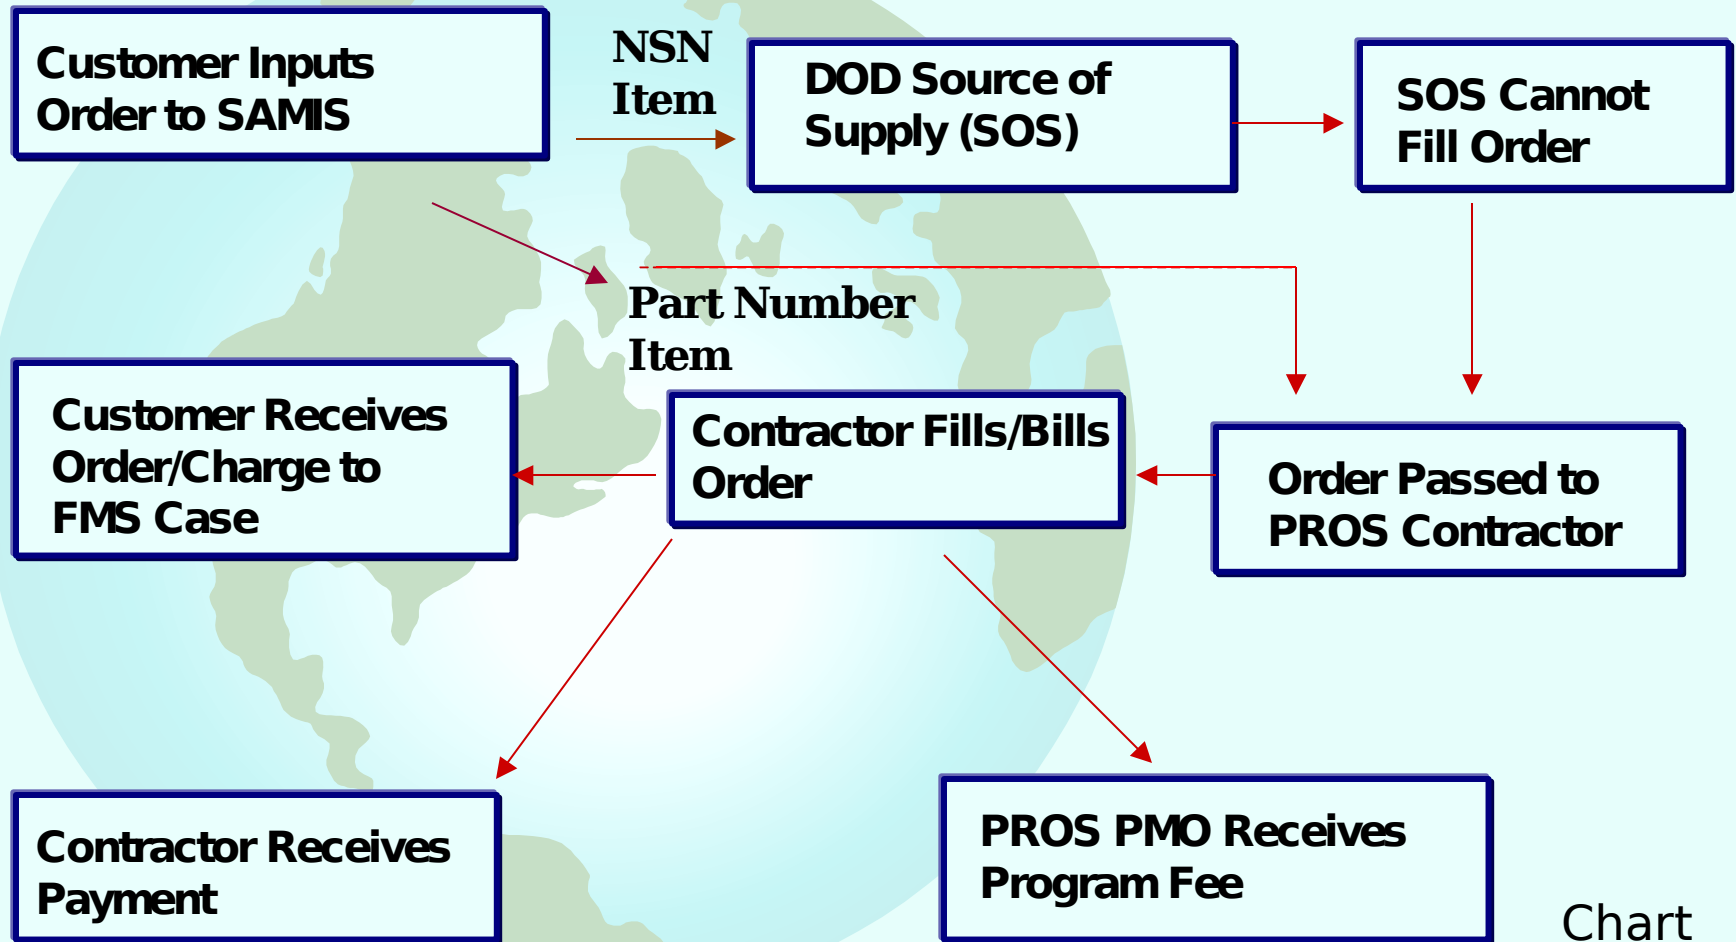 Customer Inputs
Order to SAMIS
NSN
Item
DOD Source of
Supply (SOS)
SOS Cannot
Fill Order
Part Number
Item
Customer Receives
Order/Charge to
FMS Case
Contractor Fills/Bills
Order
Order Passed to
PROS Contractor
Contractor Receives
Payment
PROS PMO Receives
Program Fee
Chart